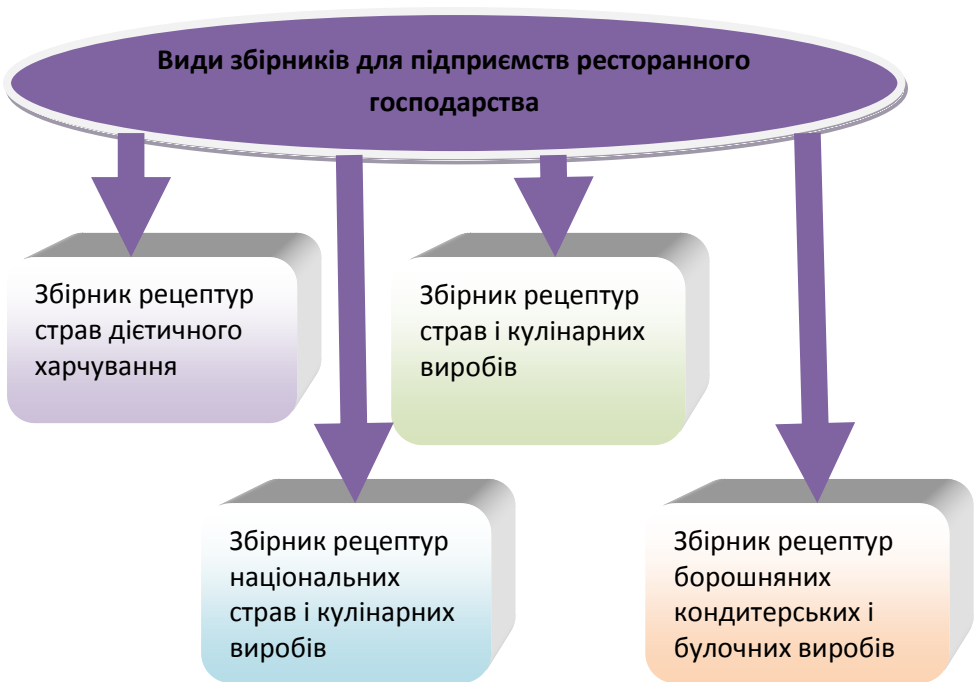 Види збірників для підприємств ресторанного
господарства
Збірник рецептур
страв дієтичного
харчування
Збірник рецептур
страв і кулінарних
виробів
Збірник рецептур
національних
страв і кулінарних
виробів
Збірник рецептур
борошняних
кондитерських і
булочних виробів